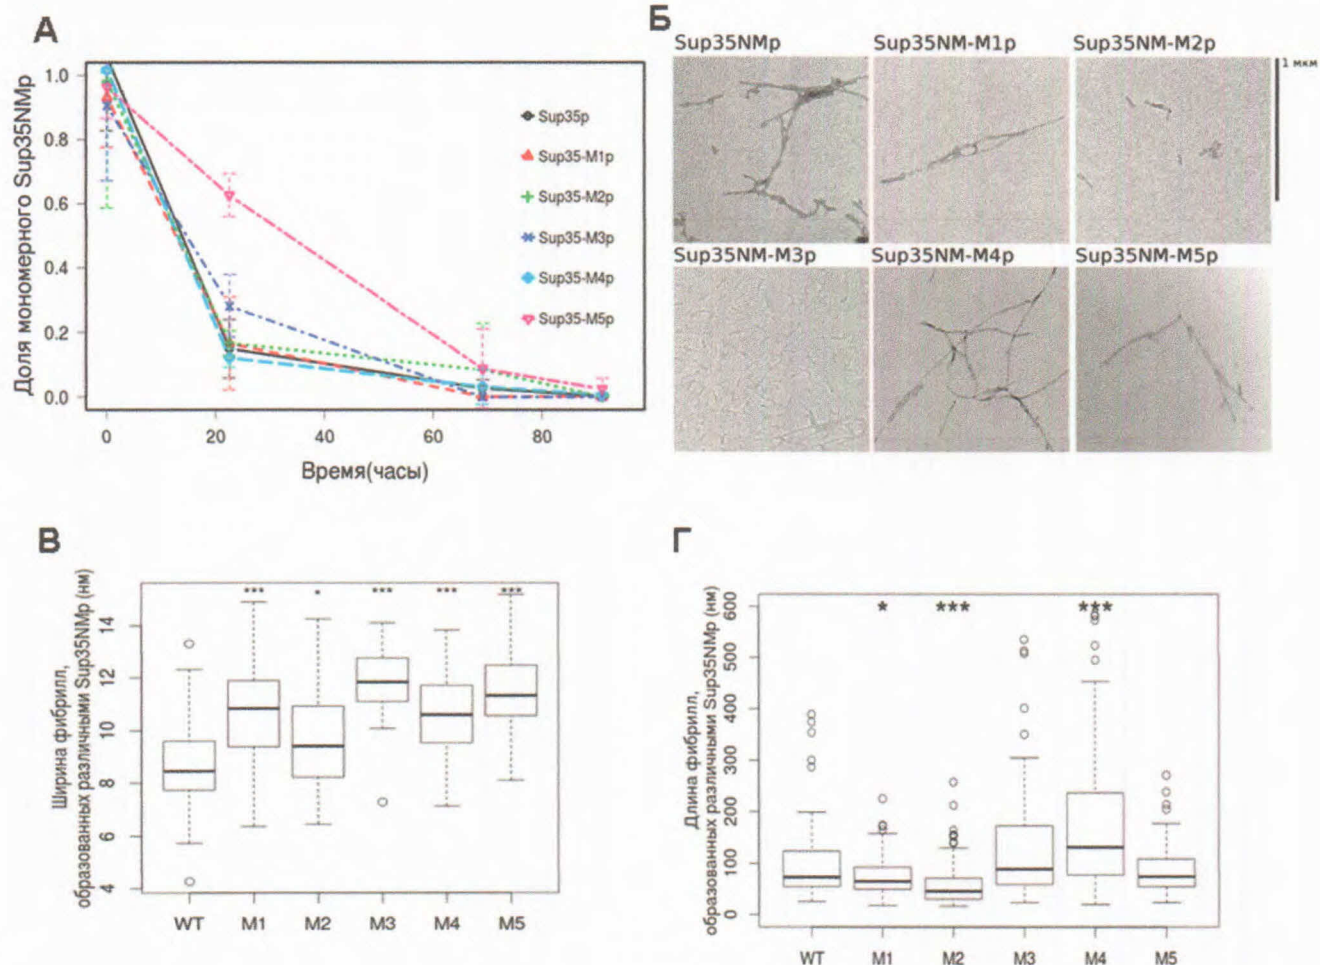 А
Доля мономерного Sup35NMp
1.0
0.8
0.6
0.4
0.2
0.0
0
20
40
60
80
Время(часы)
Sup35p
Sup35-M1p
Sup35-M2p
Sup35-M3p
Sup35-M4p
Sup35-M5p
Б
Sup35NMp
Sup35NM-M1p
Sup35NM-M2p
1 мкм
Sup35NM-M3p
Sup35NM-M4p
Sup35NM-M5p
В
Ширина фибрилл,
образованных различными Sup35NMp (нм)
14
12
10
8
6
4
***
*
***
***
***
WT
M1
M2
M3
M4
M5
Г
Длина фибрилл,
образованных различными Sup35NMp (нм)
600
500
400
300
200
100
0
*
***
***
WT
M1
M2
M3
M4
M5